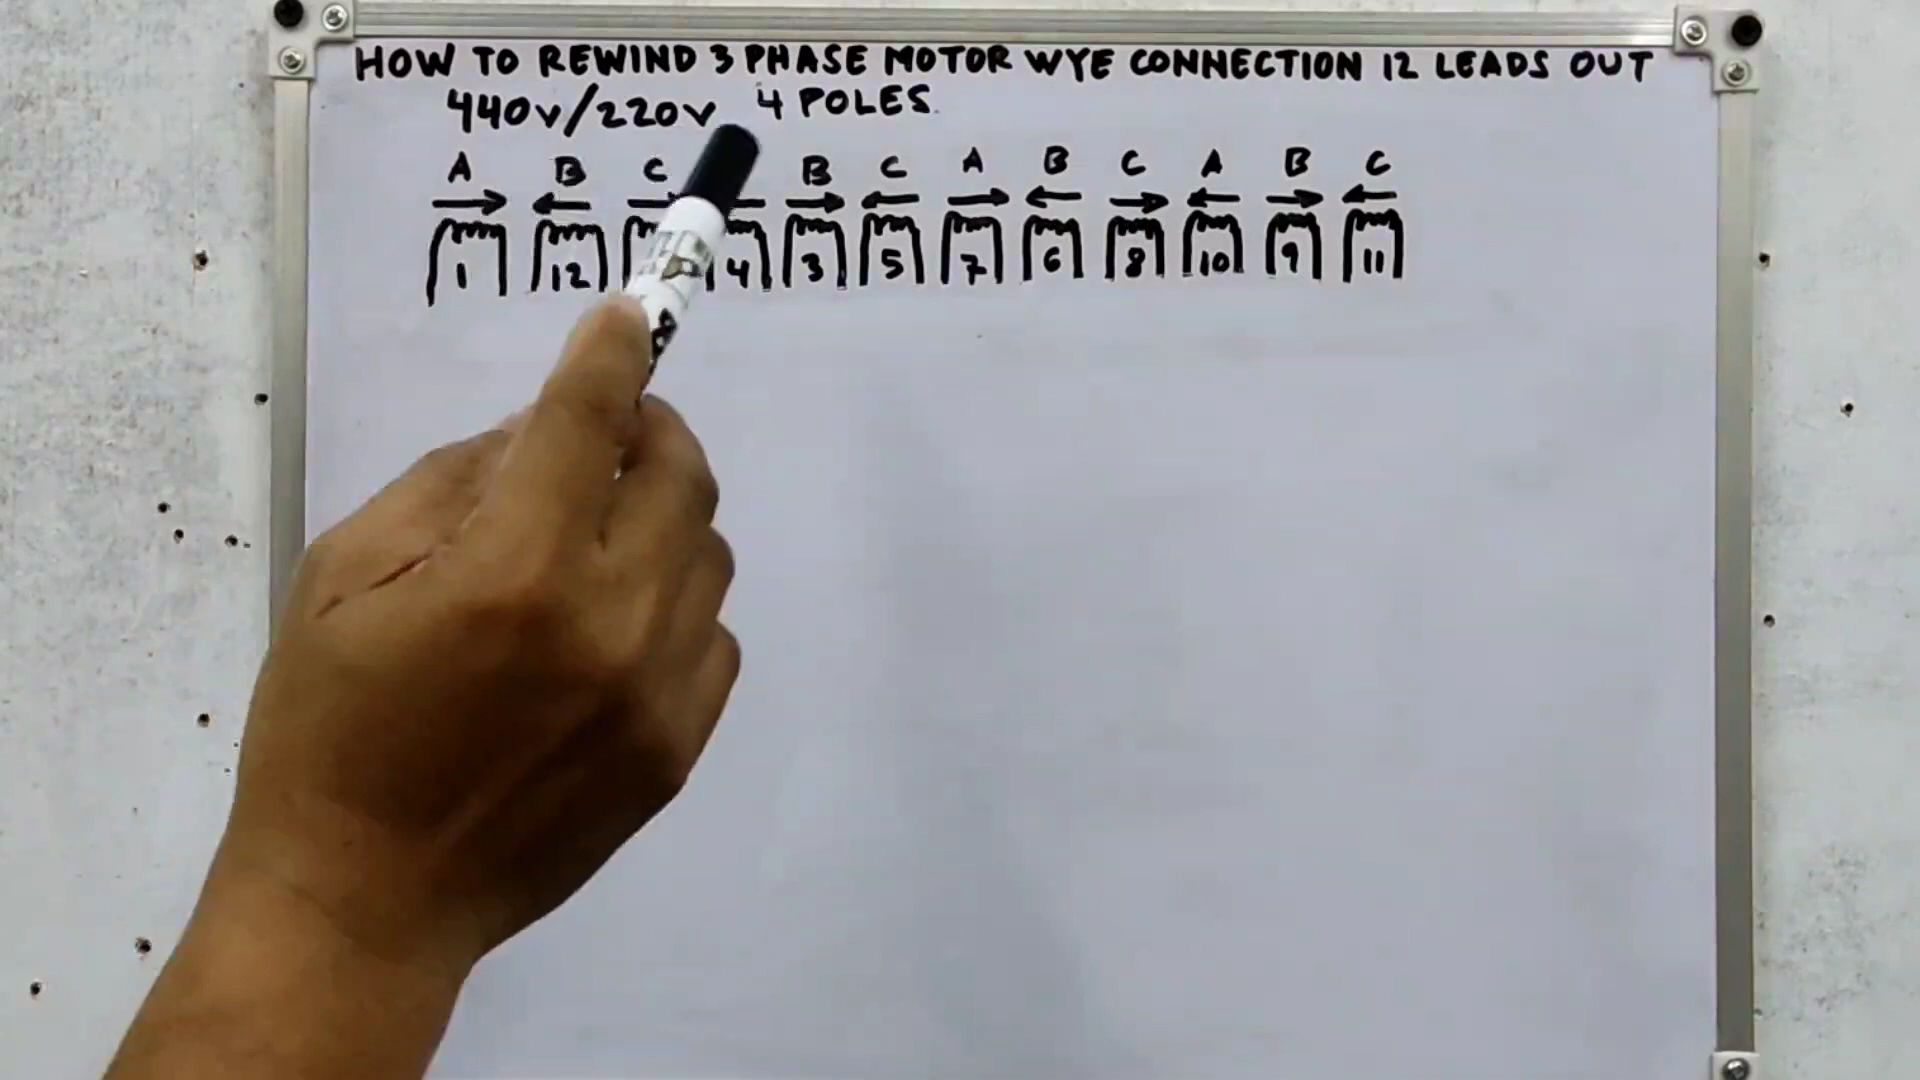 HOW TO REWIND 3 PHASE MOTOR WYE CONNECTION 12 LEADS OUT
440V/220V 4 POLES.
A B C B C A B C A B C
1 12 4 3 5 7 6 8 10 9 11